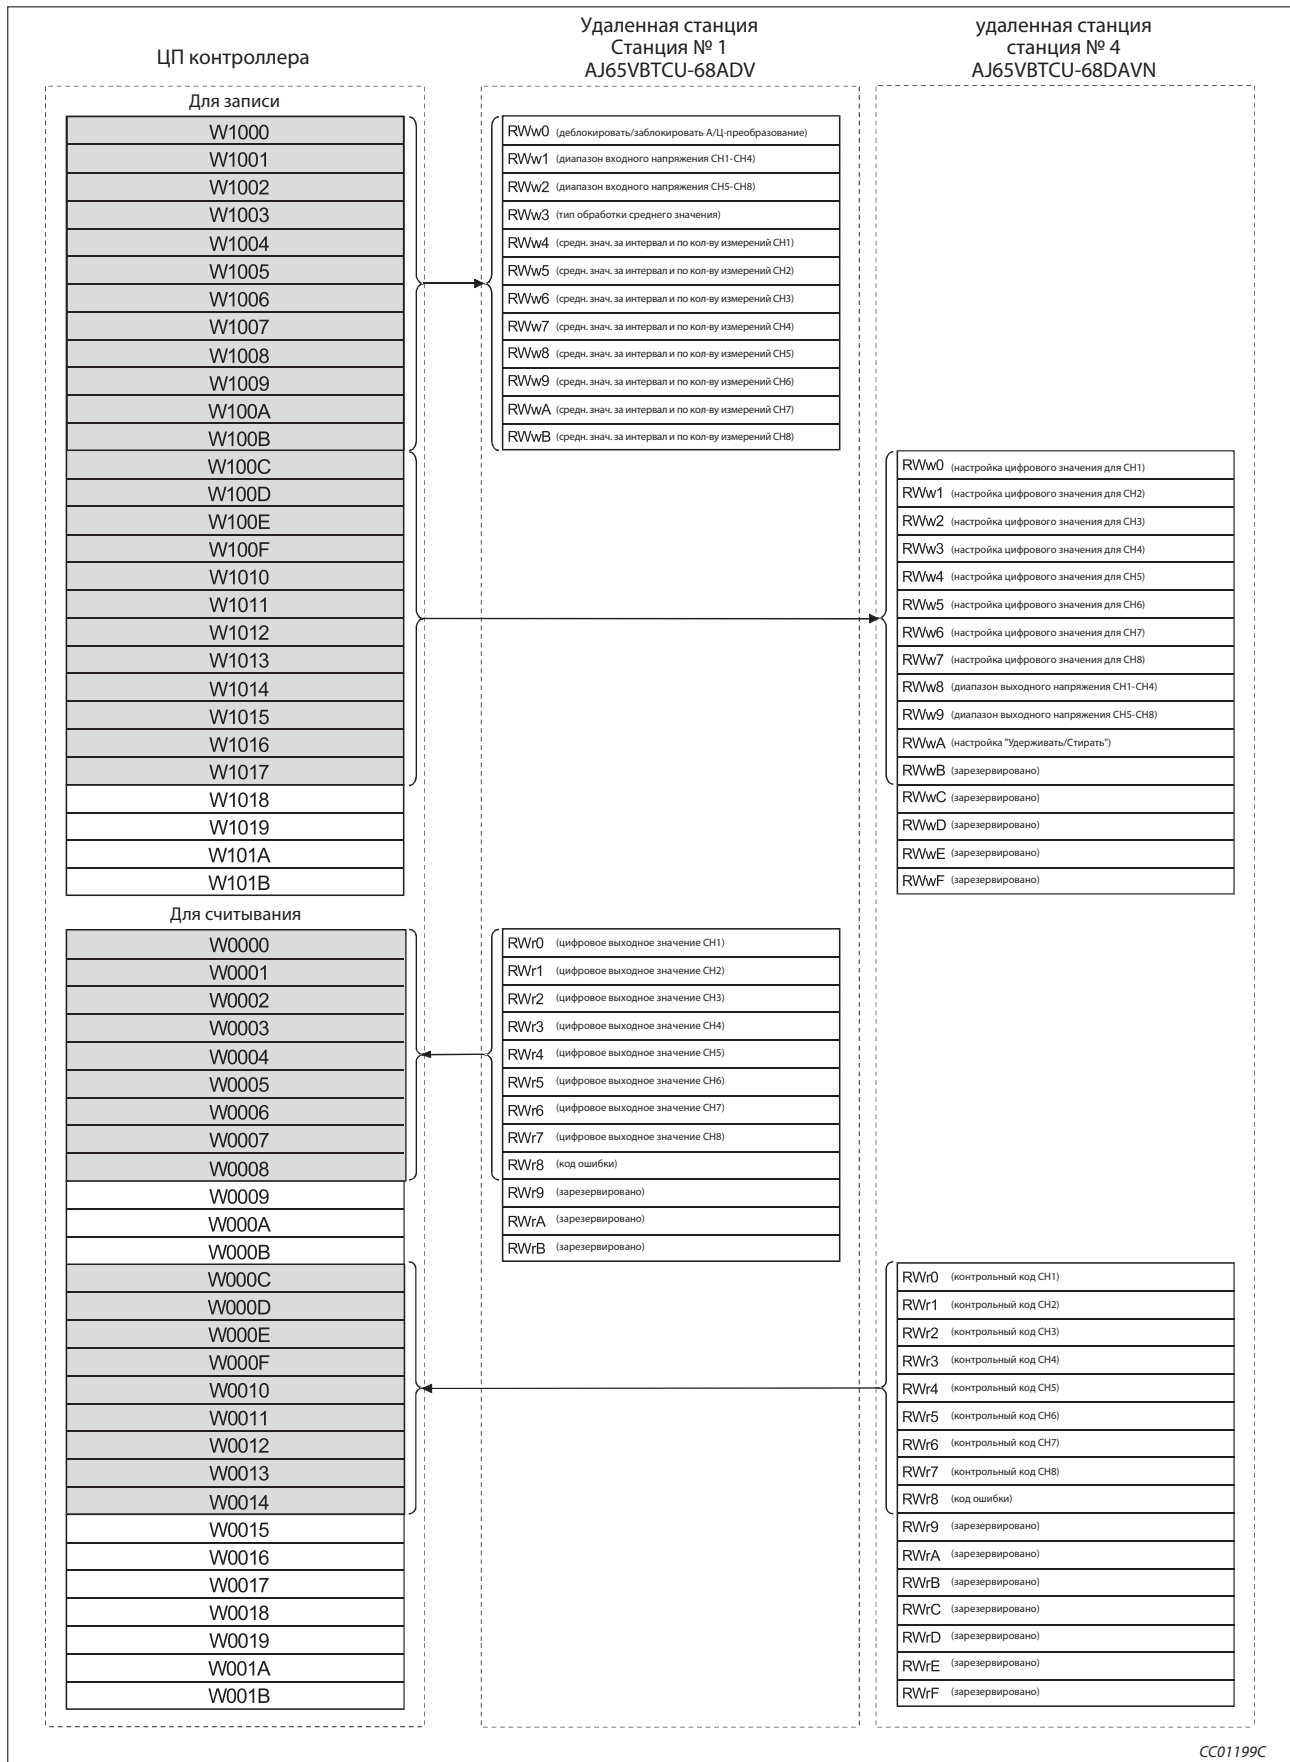 ЦП контроллера
Удаленная станция
Станция № 1
AJ65VBTCU-68ADV
удаленная станция
станция № 4
AJ65VBTCU-68DAVN
Для записи
W1000
W1001
W1002
W1003
W1004
W1005
W1006
W1007
W1008
W1009
W100A
W100B
W100C
W100D
W100E
W100F
W1010
W1011
W1012
W1013
W1014
W1015
W1016
W1017
W1018
W1019
W101A
W101B
RWw0 (деблокировать/заблокировать А/Ц-преобразование)
RWw1 (диапазон входного напряжения CH1-CH4)
RWw2 (диапазон входного напряжения CH5-CH8)
RWw3 (тип обработки среднего значения)
RWw4 (средн. знач. за интервал и по кол-ву измерений CH1)
RWw5 (средн. знач. за интервал и по кол-ву измерений CH2)
RWw6 (средн. знач. за интервал и по кол-ву измерений CH3)
RWw7 (средн. знач. за интервал и по кол-ву измерений CH4)
RWw8 (средн. знач. за интервал и по кол-ву измерений CH5)
RWw9 (средн. знач. за интервал и по кол-ву измерений CH6)
RWwA (средн. знач. за интервал и по кол-ву измерений CH7)
RWwB (средн. знач. за интервал и по кол-ву измерений CH8)
RWw0 (настройка цифрового значения для CH1)
RWw1 (настройка цифрового значения для CH2)
RWw2 (настройка цифрового значения для CH3)
RWw3 (настройка цифрового значения для CH4)
RWw4 (настройка цифрового значения для CH5)
RWw5 (настройка цифрового значения для CH6)
RWw6 (настройка цифрового значения для CH7)
RWw7 (настройка цифрового значения для CH8)
RWw8 (диапазон выходного напряжения CH1-CH4)
RWw9 (диапазон выходного напряжения CH5-CH8)
RWwA (настройка "Удерживать/Стирать")
RWwB (зарезервировано)
RWwC (зарезервировано)
RWwD (зарезервировано)
RWwE (зарезервировано)
RWwF (зарезервировано)
Для считывания
W0000
W0001
W0002
W0003
W0004
W0005
W0006
W0007
W0008
W0009
W000A
W000B
W000C
W000D
W000E
W000F
W0010
W0011
W0012
W0013
W0014
W0015
W0016
W0017
W0018
W0019
W001A
W001B
RWr0 (цифровое выходное значение CH1)
RWr1 (цифровое выходное значение CH2)
RWr2 (цифровое выходное значение CH3)
RWr3 (цифровое выходное значение CH4)
RWr4 (цифровое выходное значение CH5)
RWr5 (цифровое выходное значение CH6)
RWr6 (цифровое выходное значение CH7)
RWr7 (цифровое выходное значение CH8)
RWr8 (код ошибки)
RWr9 (зарезервировано)
RWrA (зарезервировано)
RWrB (зарезервировано)
RWr0 (контрольный код CH1)
RWr1 (контрольный код CH2)
RWr2 (контрольный код CH3)
RWr3 (контрольный код CH4)
RWr4 (контрольный код CH5)
RWr5 (контрольный код CH6)
RWr6 (контрольный код CH7)
RWr7 (контрольный код CH8)
RWr8 (код ошибки)
RWr9 (зарезервировано)
RWrA (зарезервировано)
RWrB (зарезервировано)
RWrC (зарезервировано)
RWrD (зарезервировано)
RWrE (зарезервировано)
RWrF (зарезервировано)
CC01199C